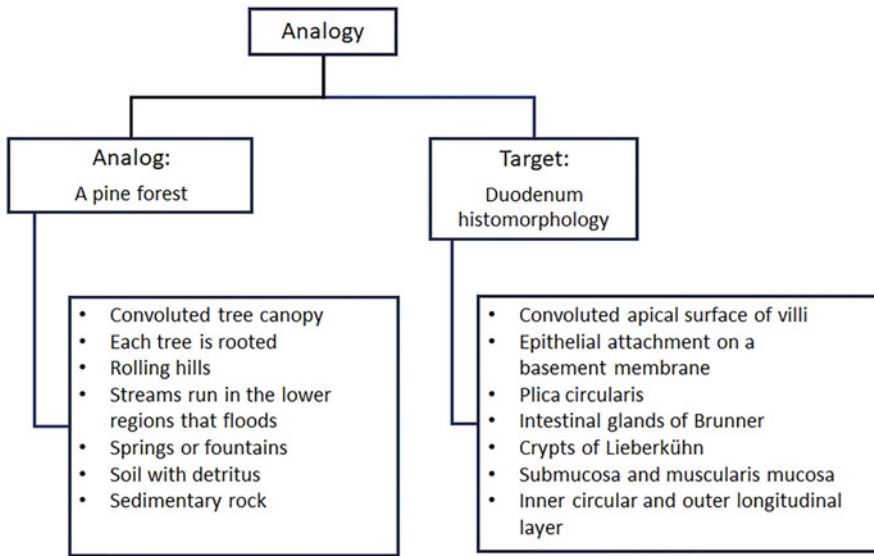 Analogy
Analog:
A pine forest
Target:
Duodenum
histomorphology
• Convoluted tree canopy
• Each tree is rooted
• Rolling hills
• Streams run in the lower
regions that floods
• Springs or fountains
• Soil with detritus
• Sedimentary rock
• Convoluted apical surface of villi
• Epithelial attachment on a
basement membrane
• Plica circularis
• Intestinal glands of Brunner
• Crypts of Lieberkühn
• Submucosa and muscularis mucosa
• Inner circular and outer longitudinal
layer